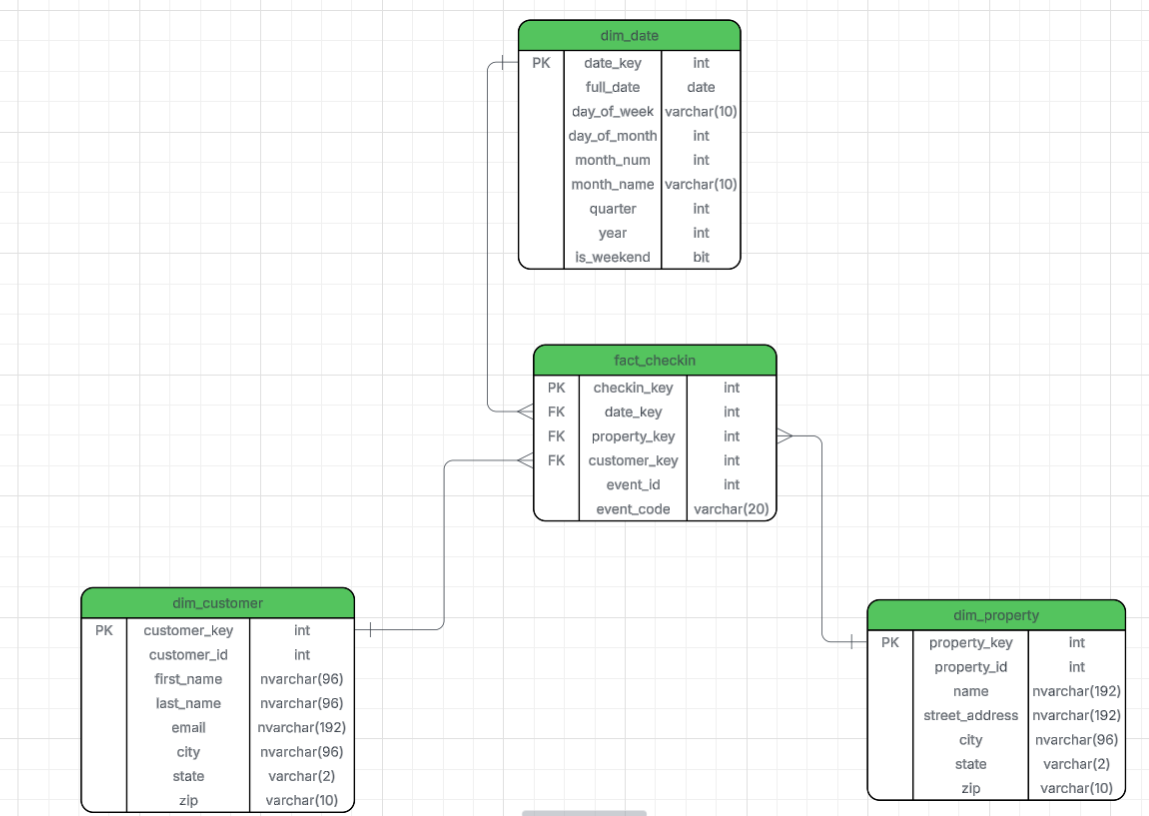 dim_date
PK date_key int
full_date date
day_of_week varchar(10)
day_of_month int
month_num int
month_name varchar(10)
quarter int
year int
is_weekend bit
fact_checkin
PK checkin_key int
FK date_key int
FK property_key int
FK customer_key int
event_id int
event_code varchar(20)
dim_customer
PK customer_key int
customer_id int
first_name nvarchar(96)
last_name nvarchar(96)
email nvarchar(192)
city nvarchar(96)
state varchar(2)
zip varchar(10)
dim_property
PK property_key int
property_id int
name nvarchar(192)
street_address nvarchar(192)
city nvarchar(96)
state varchar(2)
zip varchar(10)